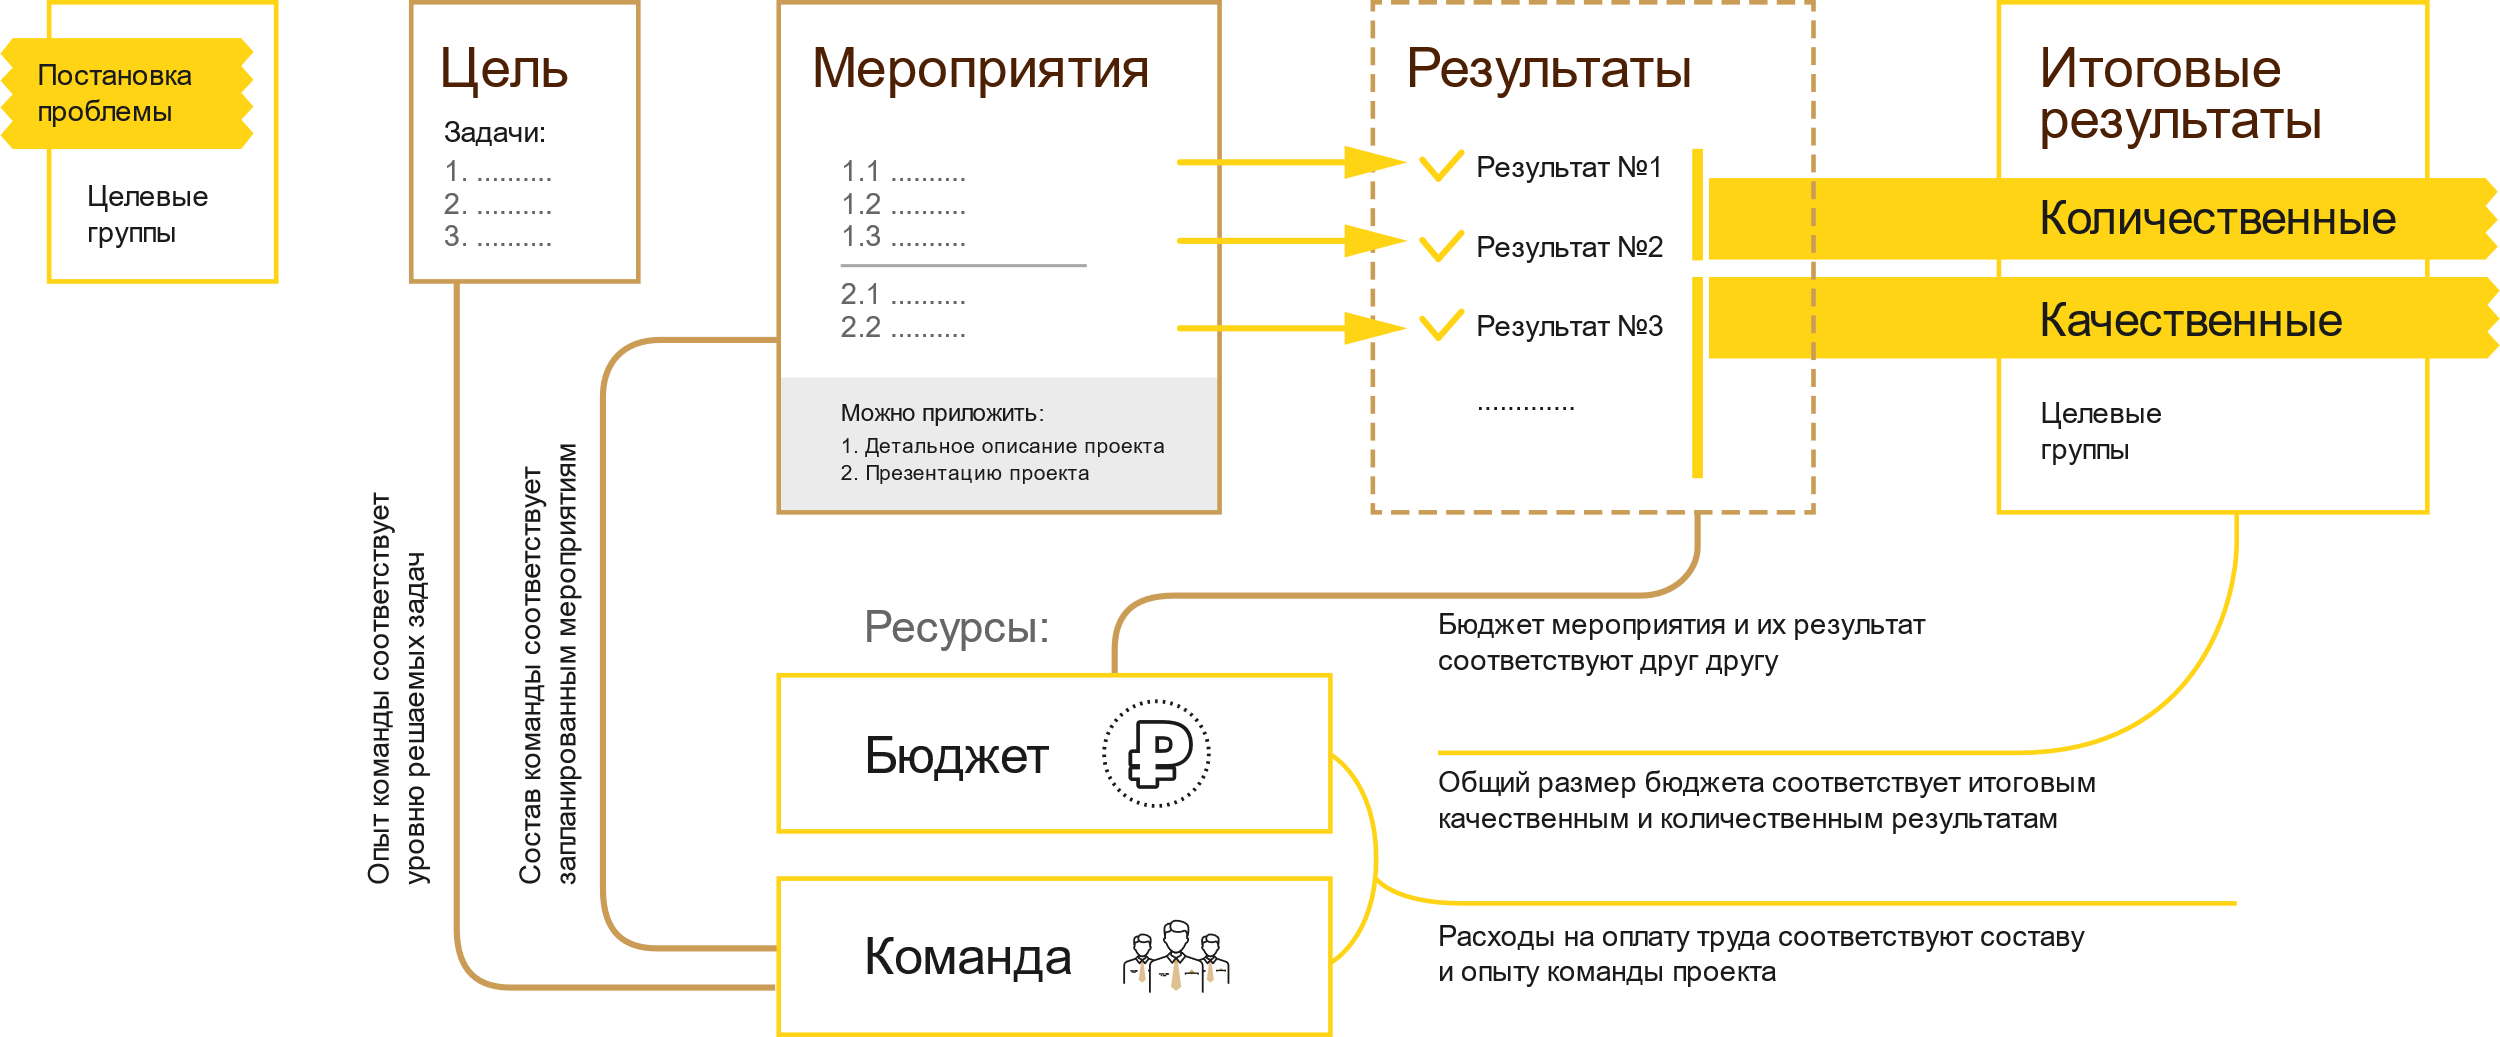 Постановка
проблемы
Целевые
группы
Цель
Задачи:
1. ..........
2. ..........
3. ..........
Мероприятия
1.1 ..........
1.2 ..........
1.3 ..........
2.1 ..........
2.2 ..........
Можно приложить:
1. Детальное описание проекта
2. Презентацию проекта
Результаты
Результат №1
Результат №2
Результат №3
.............
Итоговые
результаты
Количественные
Качественные
Целевые
группы
Опыт команды соответствует
уровню решаемых задач
Состав команды соответствует
запланированным мероприятиям
Ресурсы:
Бюджет
Команда
Бюджет мероприятия и их результат
соответствуют друг другу
Общий размер бюджета соответствует итоговым
качественным и количественным результатам
Расходы на оплату труда соответствуют составу
и опыту команды проекта